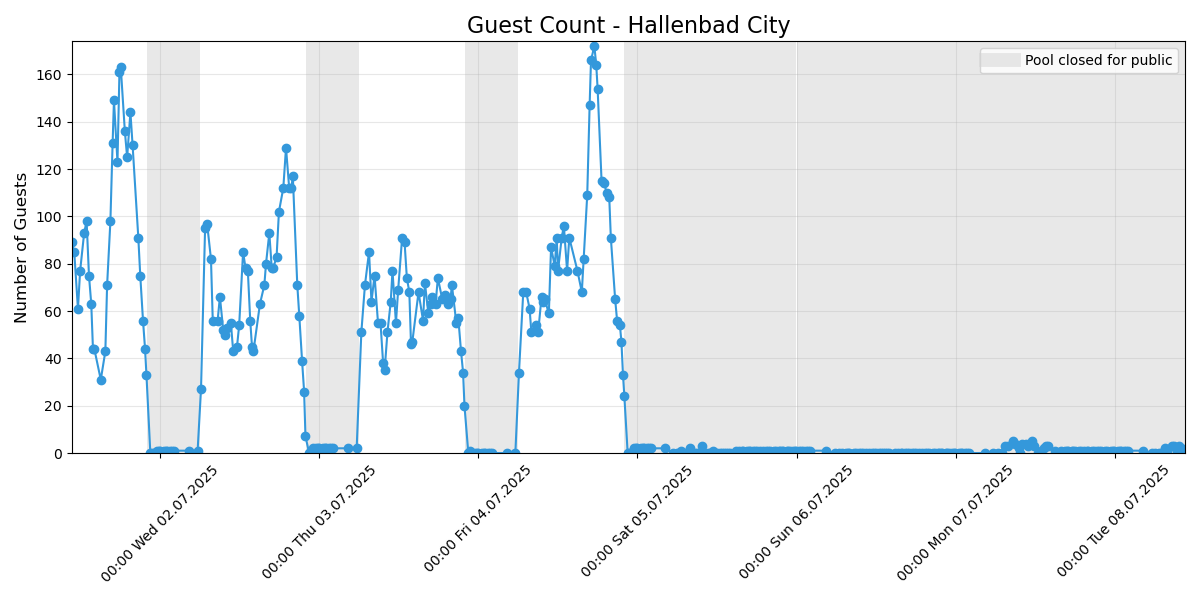 Guest Count - Hallenbad City
Pool closed for public
Number of Guests
160
140
120
100
80
60
40
20
0
00:00 Wed 02.07.2025
00:00 Thu 03.07.2025
00:00 Fri 04.07.2025
00:00 Sat 05.07.2025
00:00 Sun 06.07.2025
00:00 Mon 07.07.2025
00:00 Tue 08.07.2025